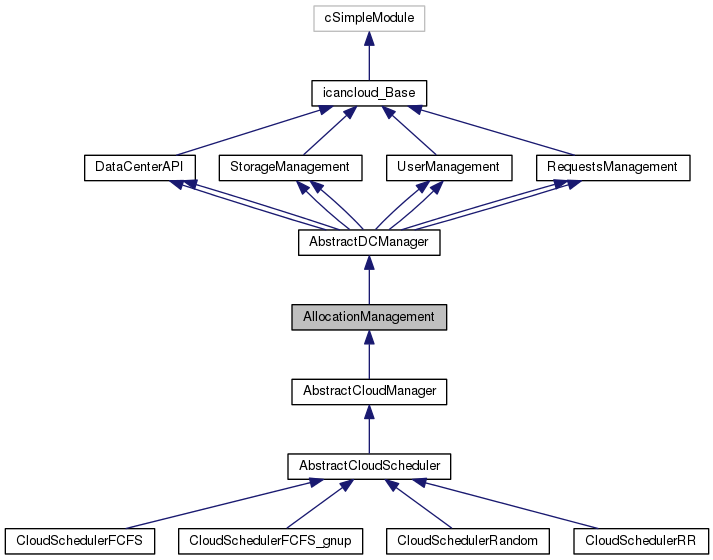 cSimpleModule
icancloud_Base
DataCenterAPI
StorageManagement
UserManagement
RequestsManagement
AbstractDCManager
AllocationManagement
AbstractCloudManager
AbstractCloudScheduler
CloudSchedulerFCFS
CloudSchedulerFCFS_gnup
CloudSchedulerRandom
CloudSchedulerRR